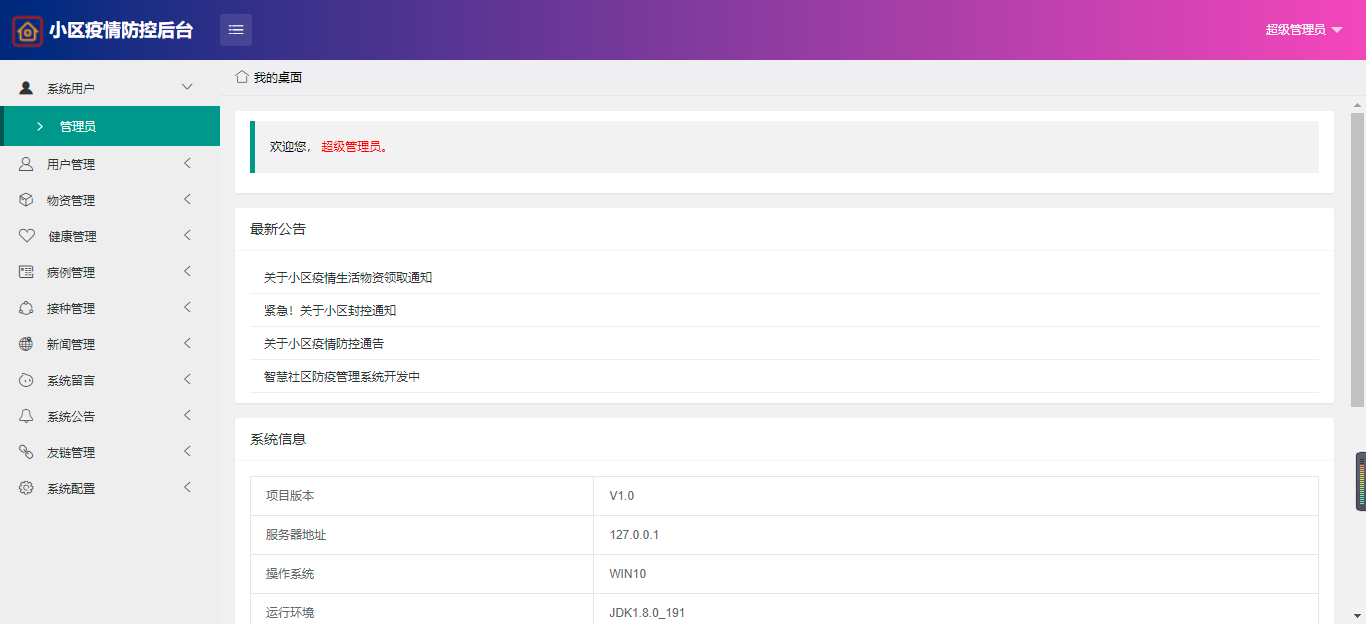 小区疫情防控后台
超级管理员
系统用户
管理员
用户管理
物资管理
健康管理
病例管理
接种管理
新闻管理
系统留言
系统公告
友链管理
系统配置
我的桌面
欢迎您， 超级管理员。
最新公告
关于小区疫情生活物资领取通知
紧急！关于小区封控通知
关于小区疫情防控通告
智慧社区防疫管理系统开发中
系统信息
项目版本 V1.0
服务器地址 127.0.0.1
操作系统 WIN10
运行环境 JDK1.8.0_191